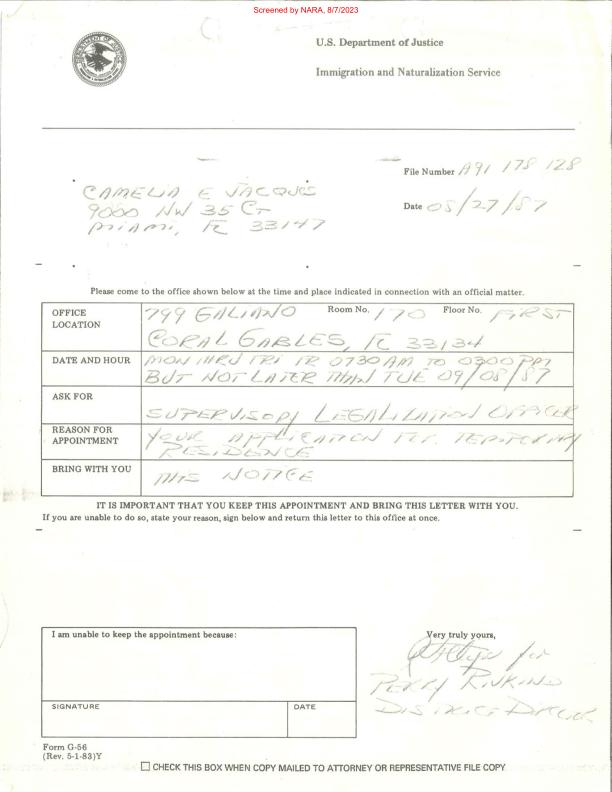 Screened by NARA, 8/7/2023
U.S. Department of Justice
Immigration and Naturalization Service
File Number A91 178 128
CAMELIA E JACQUES
9000 NW 35 CT
Date 08/27/87
MIAMI, FL 33147
Please come to the office shown below at the time and place indicated in connection with an official matter.
OFFICE LOCATION
799 GALIANO Room No. 170 Floor No. FIRST
CORAL GABLES, FL 33134
DATE AND HOUR
MON THRU FRI 0730 AM TO 0300 PM
BUT NOT LATER THAN TUE 09/08/87
ASK FOR
SUPERVISORY LEGALIZATION OFFICER
REASON FOR
APPOINTMENT
YOUR APPLICATION FOR TEMPORARY
RESIDENCE
BRING WITH YOU
THIS NOTICE
IT IS IMPORTANT THAT YOU KEEP THIS APPOINTMENT AND BRING THIS LETTER WITH YOU.
If you are unable to do so, state your reason, sign below and return this letter to this office at once.
I am unable to keep the appointment because:
Very truly yours,
for
PERRY RIVKIND
DISTRICT DIRECTOR
SIGNATURE DATE
Form G-56
(Rev. 5-1-83)Y
CHECK THIS BOX WHEN COPY MAILED TO ATTORNEY OR REPRESENTATIVE FILE COPY